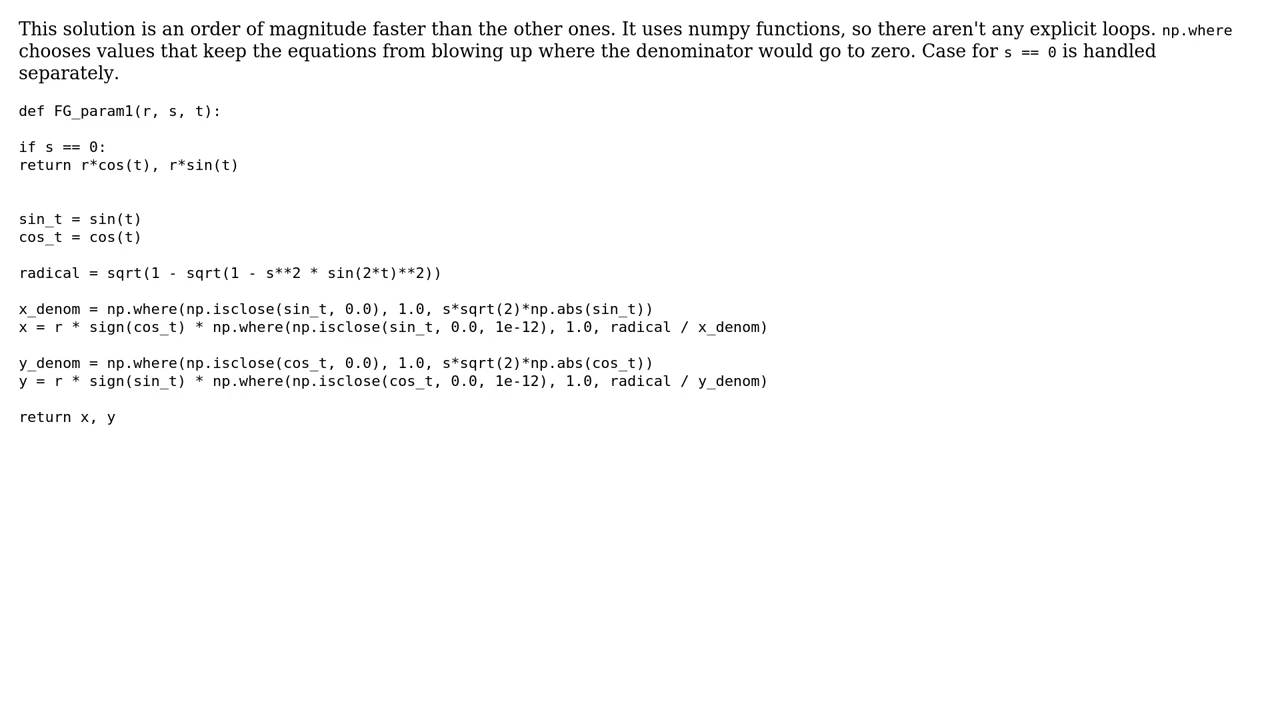 This solution is an order of magnitude faster than the other ones. It uses numpy functions, so there aren't any explicit loops. np.where
chooses values that keep the equations from blowing up where the denominator would go to zero. Case for s == 0 is handled
separately.
def FG_param1(r, s, t):
if s == 0:
return r*cos(t), r*sin(t)
sin_t = sin(t)
cos_t = cos(t)
radical = sqrt(1 - sqrt(1 - s**2 * sin(2*t)**2))
x_denom = np.where(np.isclose(sin_t, 0.0), 1.0, s*sqrt(2)*np.abs(sin_t))
x = r * sign(cos_t) * np.where(np.isclose(sin_t, 0.0, 1e-12), 1.0, radical / x_denom)
y_denom = np.where(np.isclose(cos_t, 0.0), 1.0, s*sqrt(2)*np.abs(cos_t))
y = r * sign(sin_t) * np.where(np.isclose(cos_t, 0.0, 1e-12), 1.0, radical / y_denom)
return x, y